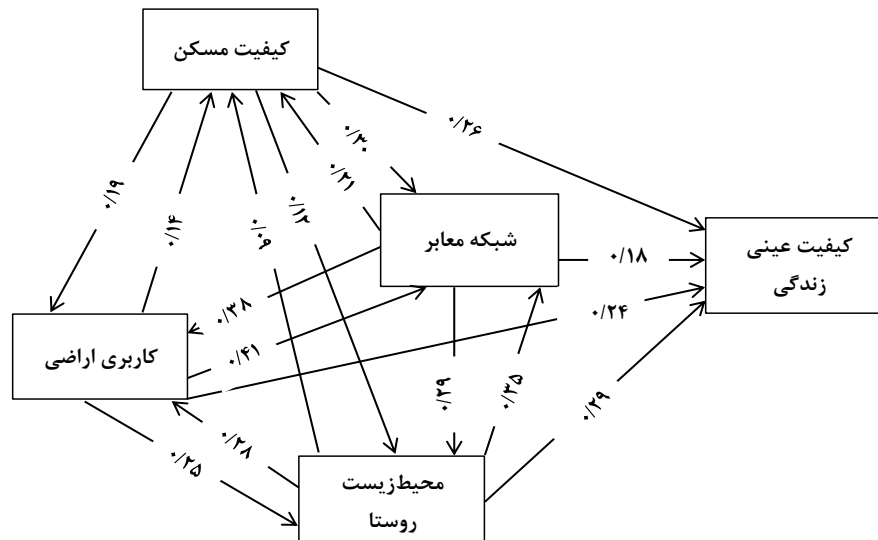 کیفیت مسکن
۰/۲۶
۰/۳۰
۰/۲۱
۰/۱۹
۰/۱۴
۰/۰۹
۰/۱۲
شبکه معابر
کیفیت عینی
زندگی
۰/۱۸
۰/۳۸
۰/۲۴
کاربری اراضی
۰/۴۱
۰/۲۹
۰/۳۵
۰/۲۹
۰/۲۸
۰/۲۵
محیط‌زیست
روستا